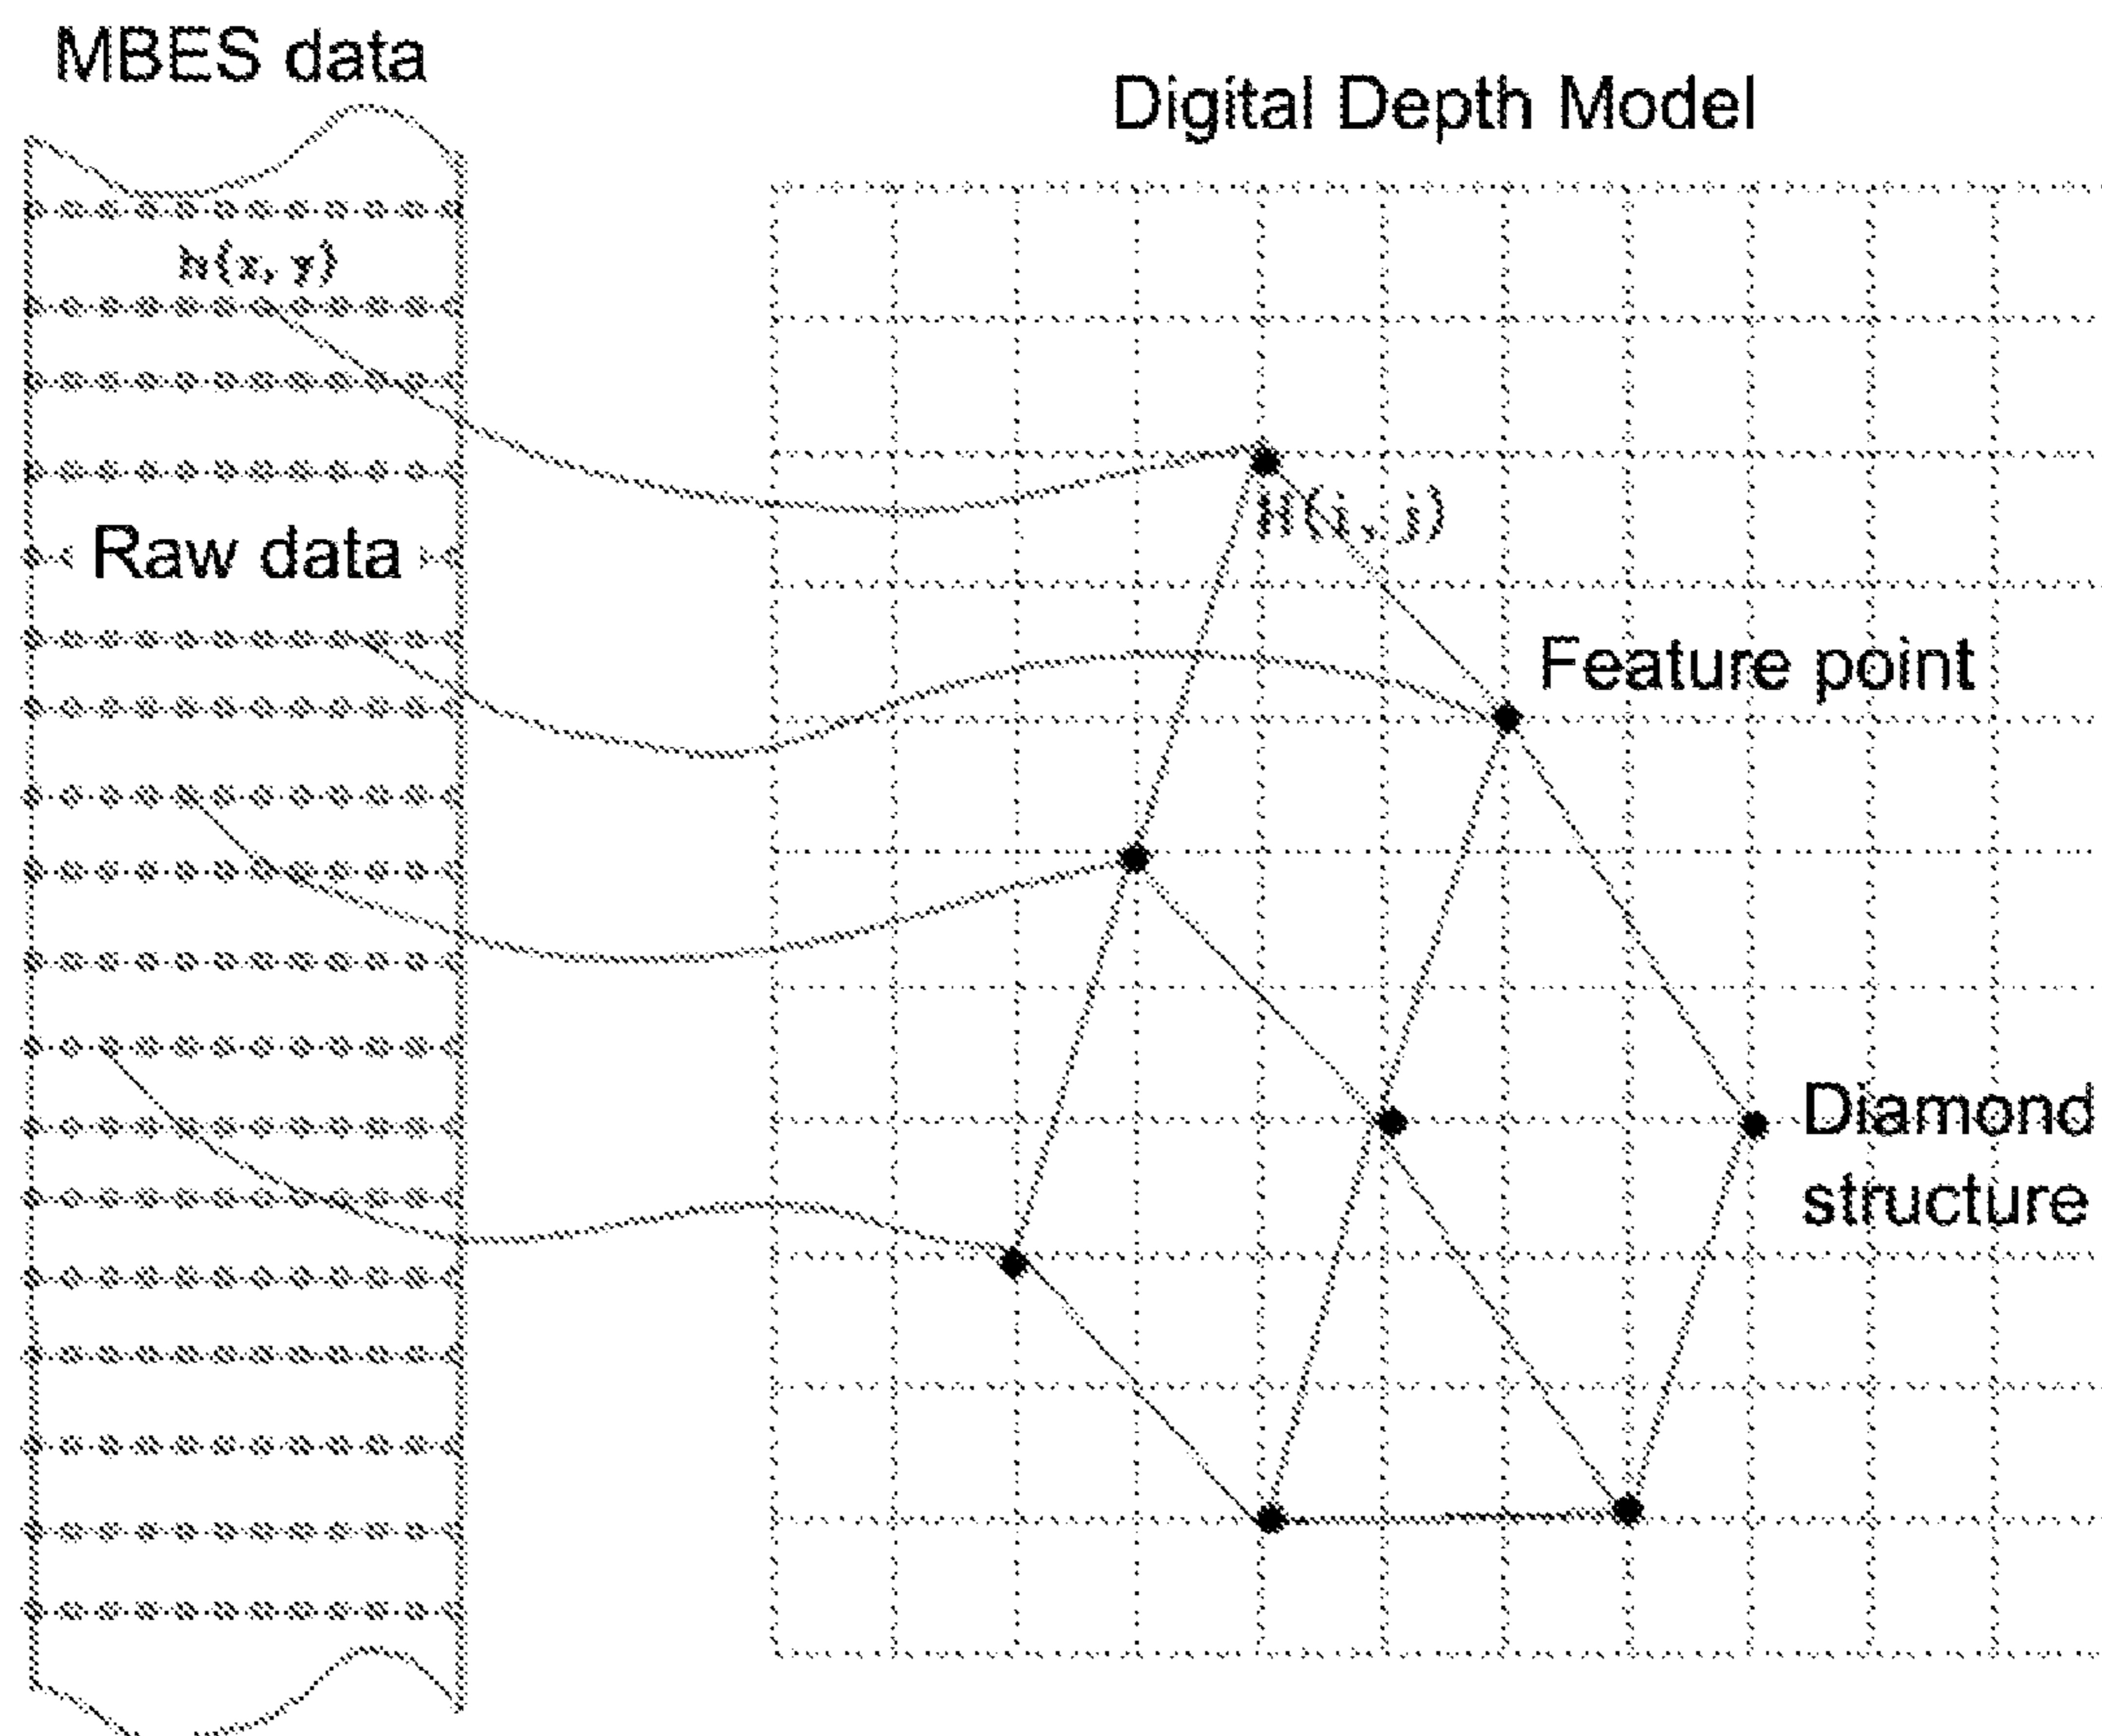 MBES data
Digital Depth Model
h(x, y)
H(i, j)
Raw data
Feature point
Diamond
structure